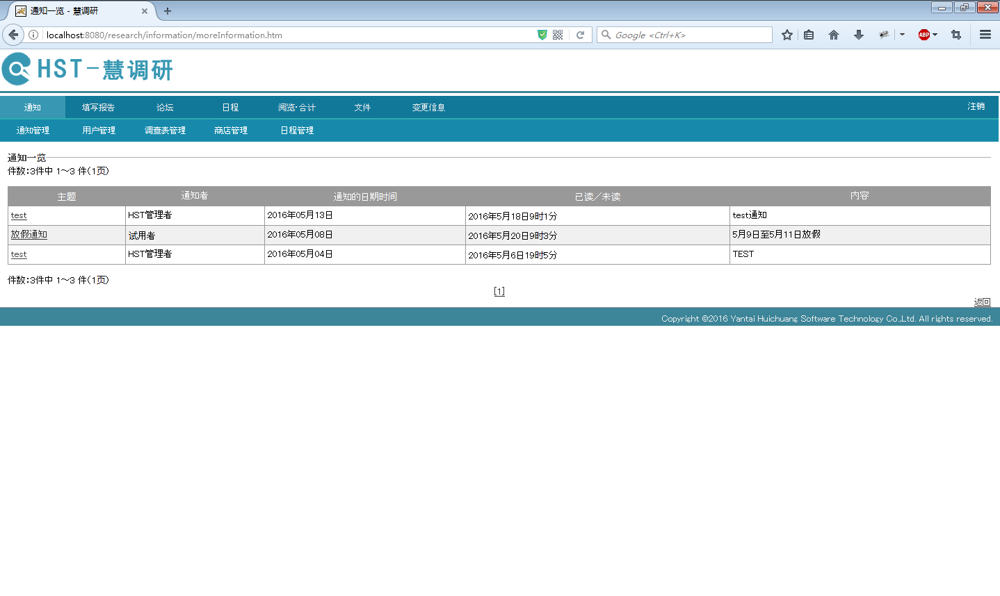 通知一览 - 慧调研
localhost:8080/research/information/moreInformation.htm
Google <Ctrl+K>
ABP
HST-慧调研
通知 填写报告 论坛 日程 阅览·合计 文件 变更信息 注销
通知管理 用户管理 调查表管理 商店管理 日程管理
通知一览
件数:3件中 1～3 件(1页)
主题 通知者 通知的日期时间 已读／未读 内容
test HST管理者 2016年05月13日 2016年5月18日9时1分 test通知
放假通知 试用者 2016年05月08日 2016年5月20日9时3分 5月9日至5月11日放假
test HST管理者 2016年05月04日 2016年5月6日19时5分 TEST
件数:3件中 1～3 件(1页)
[1]
返回
Copyright ©2016 Yantai Huichuang Software Technology Co.,Ltd. All rights reserved.